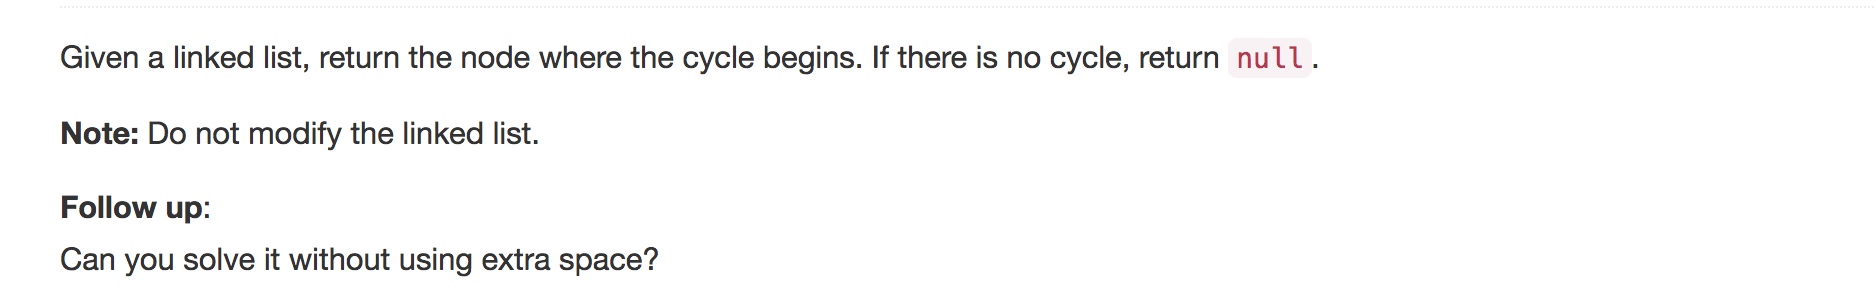 Given a linked list, return the node where the cycle begins. If there is no cycle, return null.
Note: Do not modify the linked list.
Follow up:
Can you solve it without using extra space?